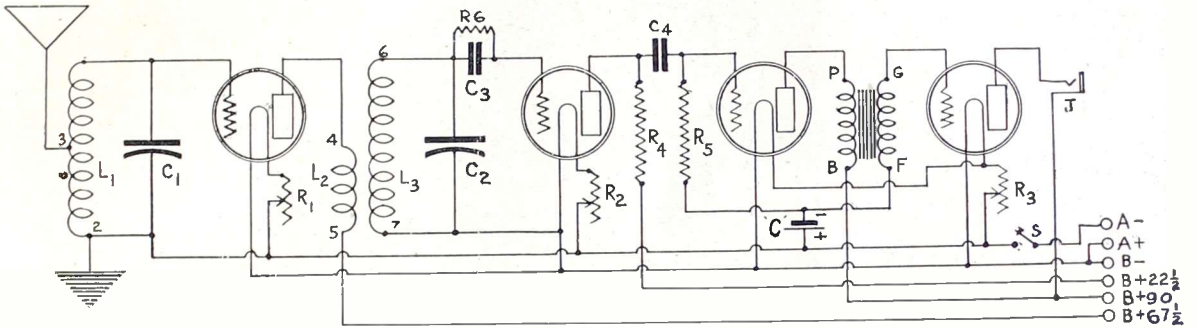 R6
C4
6
C3
P
G
J
3
4
8
L1
C1
L2
L3
C2
R4
R5
B
F
R1
R2
R3
2
5
7
C
-
+
S
A-
A+
B-
B+22½
B+90
B+67½